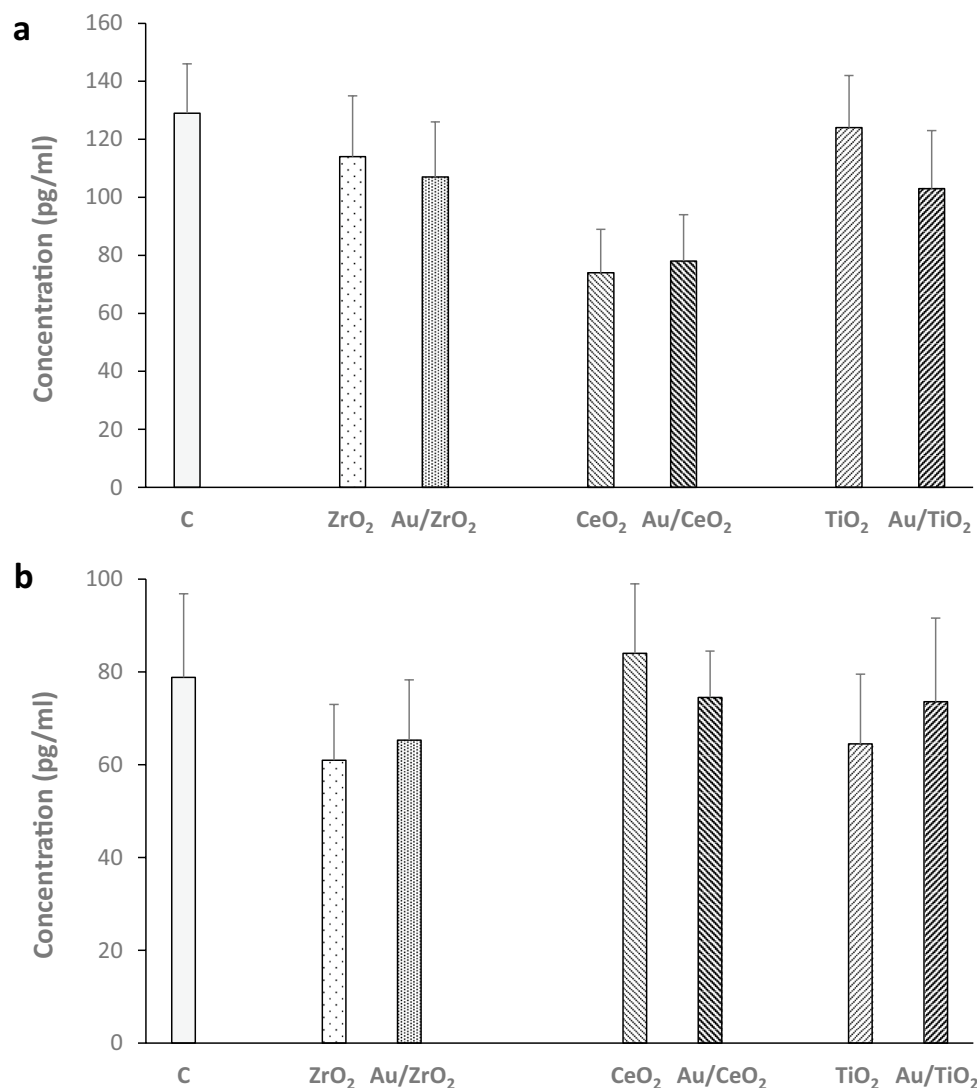 a
Concentration (pg/ml)
160
140
120
100
80
60
40
20
0
C ZrO₂ Au/ZrO₂ CeO₂ Au/CeO₂ TiO₂ Au/TiO₂
b
Concentration (pg/ml)
100
80
60
40
20
0
C ZrO₂ Au/ZrO₂ CeO₂ Au/CeO₂ TiO₂ Au/TiO₂